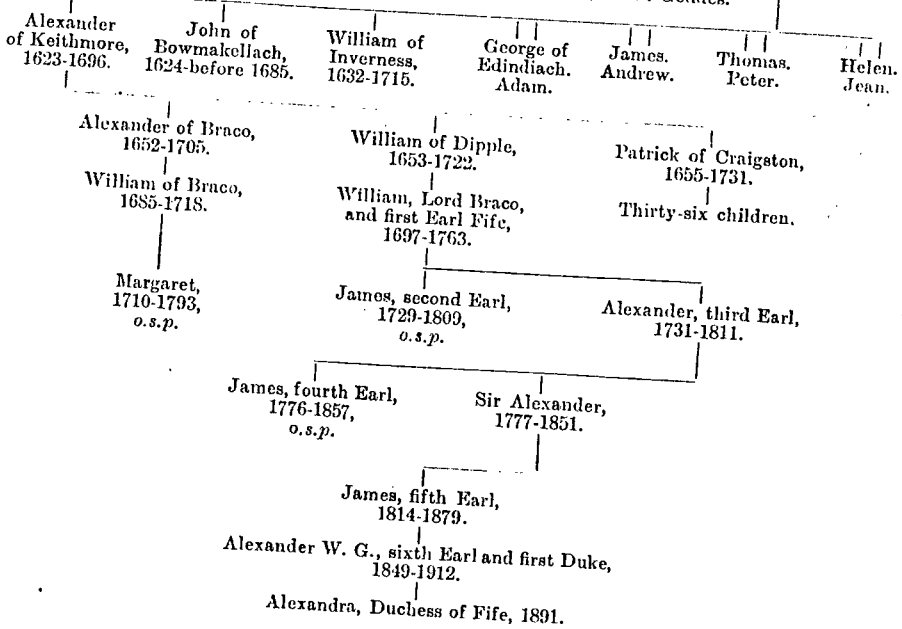 Alexander
of Keithmore,
1623-1696.
John of
Bowmakellach,
1624-before 1685.
William of
Inverness,
1632-1715.
George of
Edindiach.
Adam.
James.
Andrew.
Thomas.
Peter.
Helen.
Jean.
Alexander of Braco,
1652-1705.
William of Dipple,
1653-1722.
Patrick of Craigston,
1655-1731.
William of Braco,
1685-1718.
William, Lord Braco,
and first Earl Fife,
1697-1763.
Thirty-six children.
Margaret,
1710-1793,
o.s.p.
James, second Earl,
1729-1809,
o.s.p.
Alexander, third Earl,
1731-1811.
James, fourth Earl,
1776-1857,
o.s.p.
Sir Alexander,
1777-1851.
James, fifth Earl,
1814-1879.
Alexander W. G., sixth Earl and first Duke,
1849-1912.
Alexandra, Duchess of Fife, 1891.